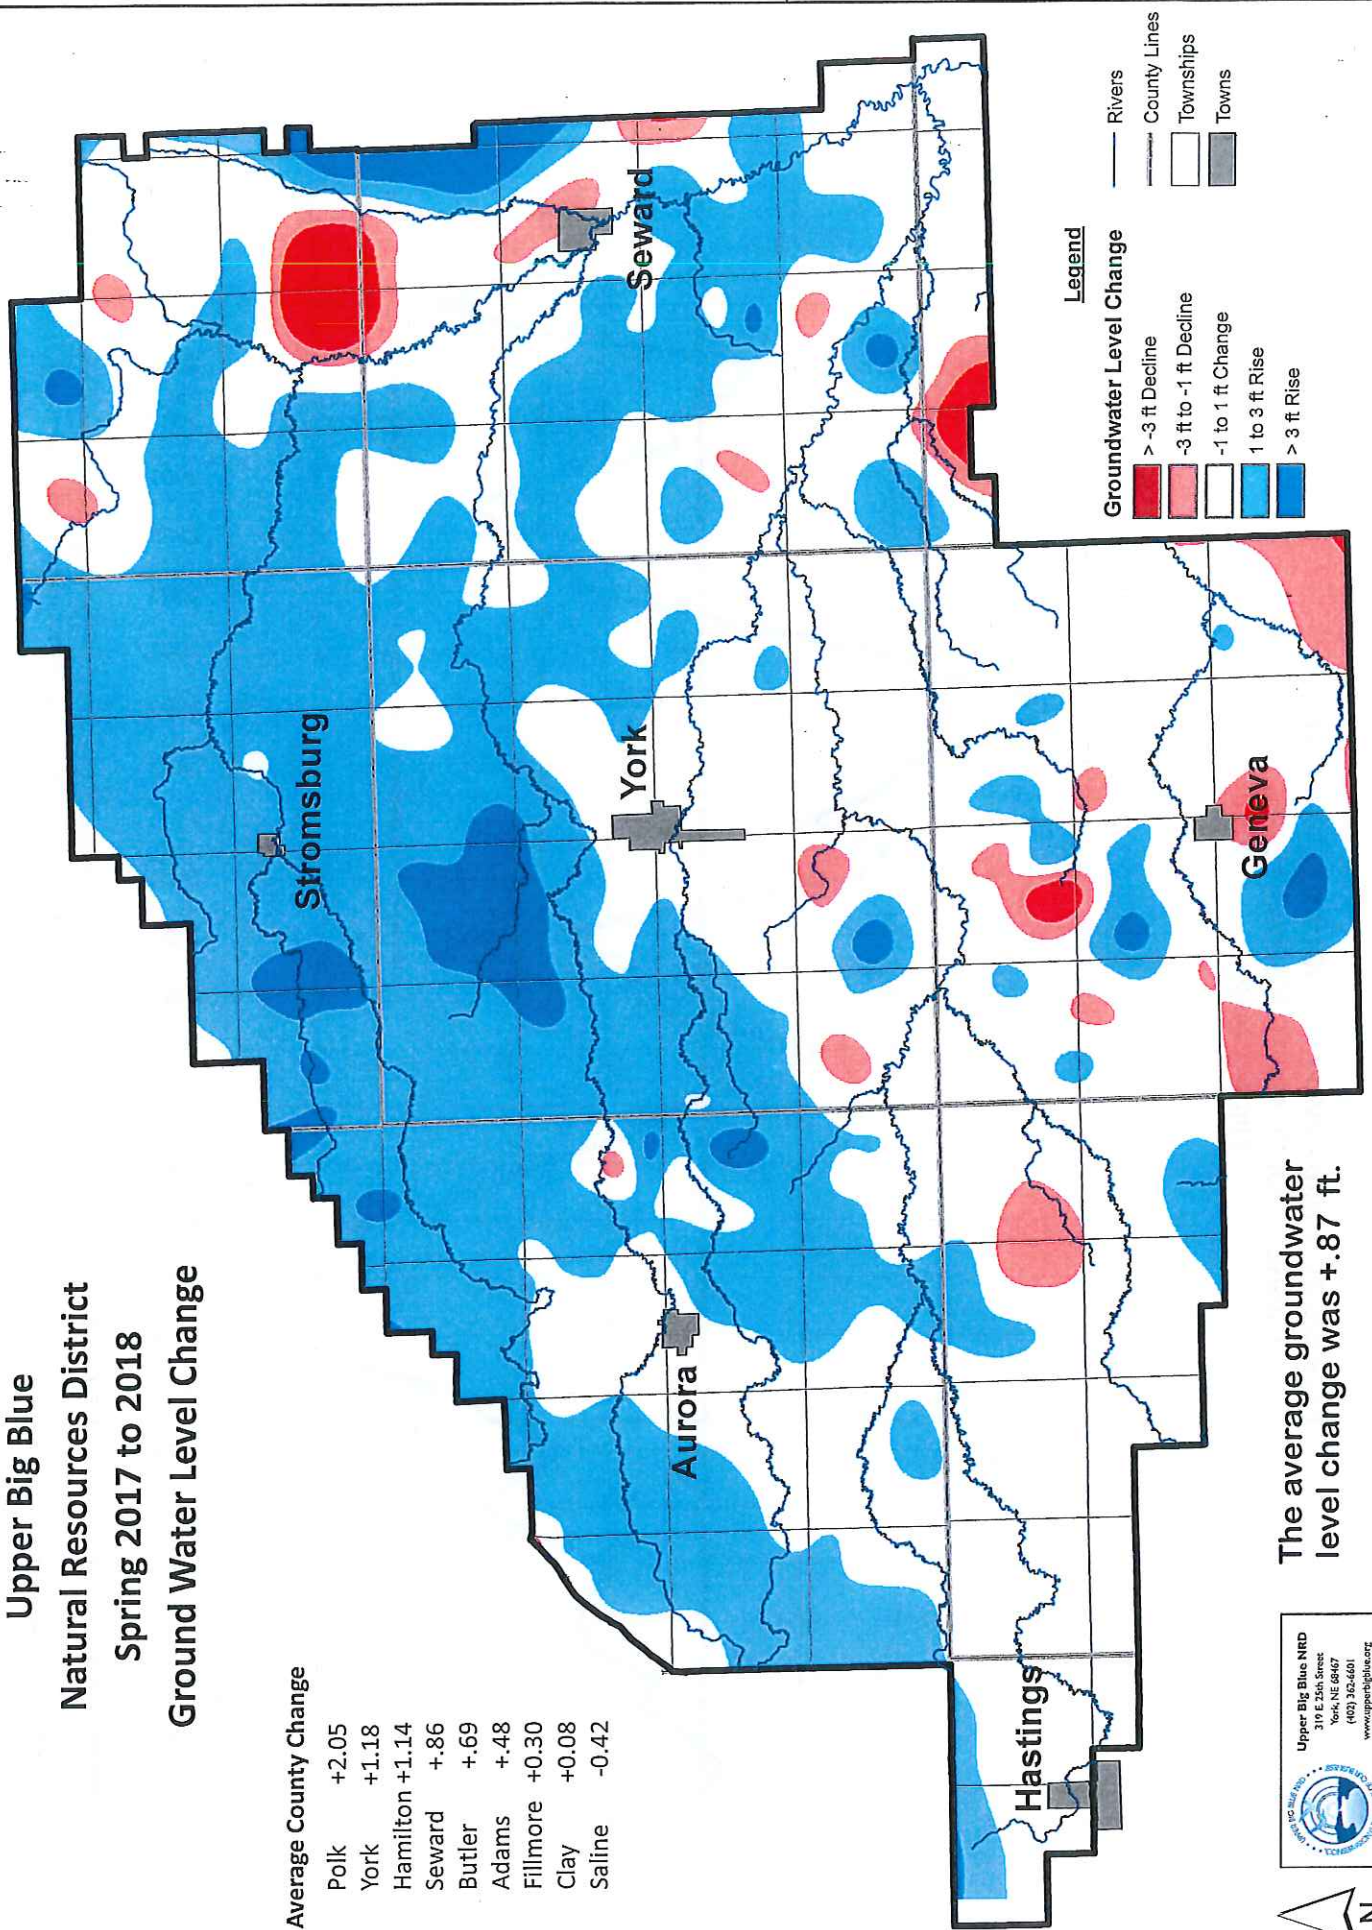 Upper Big Blue
Natural Resources District
Spring 2017 to 2018
Ground Water Level Change
Average County Change
Polk +2.05
York +1.18
Hamilton +1.14
Seward +.86
Butler +.69
Adams +.48
Fillmore +0.30
Clay +0.08
Saline -0.42
Stromsburg
Seward
York
Aurora
Geneva
Hastings
Legend
Groundwater Level Change
> -3 ft Decline
-3 ft to -1 ft Decline
-1 to 1 ft Change
1 to 3 ft Rise
> 3 ft Rise
Rivers
County Lines
Townships
Towns
The average groundwater
level change was +.87 ft.
Upper Big Blue NRD
319 E. 25th Street
York, NE 68467
(402) 362-6601
www.upperbigblue.org
N